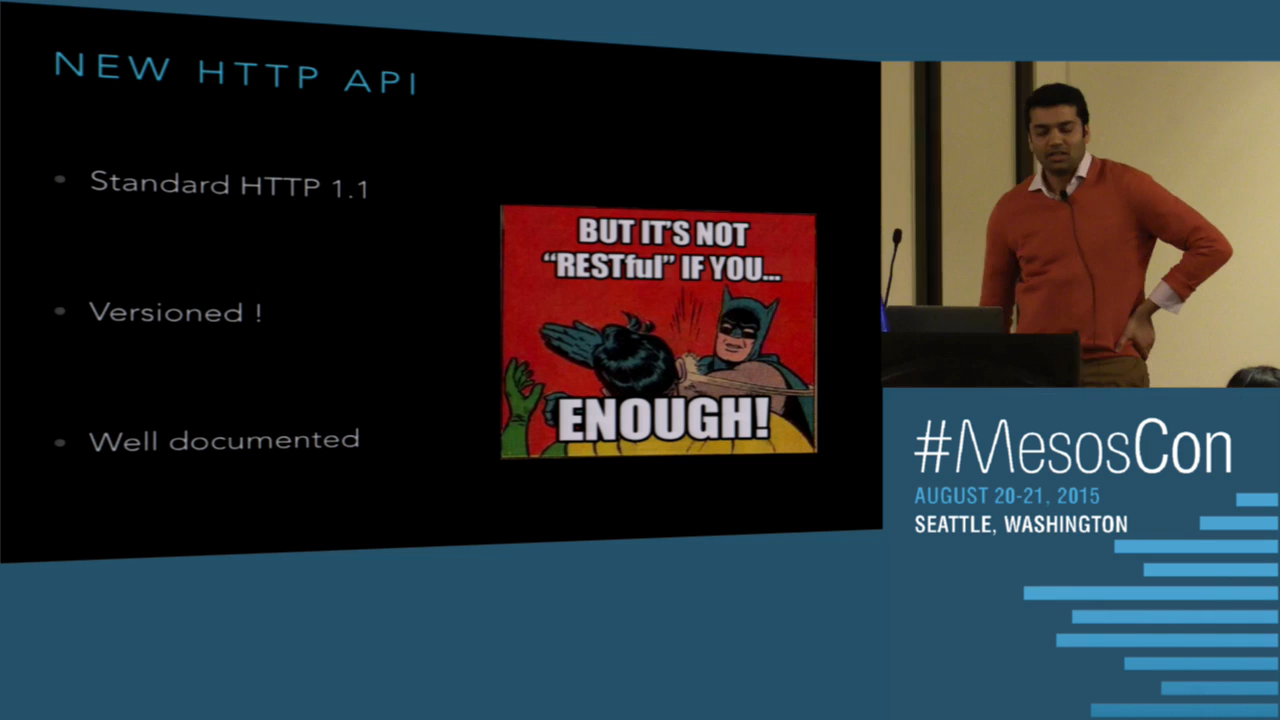 NEW HTTP API
• Standard HTTP 1.1
• Versioned !
• Well documented
BUT IT'S NOT
“RESTful” IF YOU...
ENOUGH!
#MesosCon
AUGUST 20-21, 2015
SEATTLE, WASHINGTON